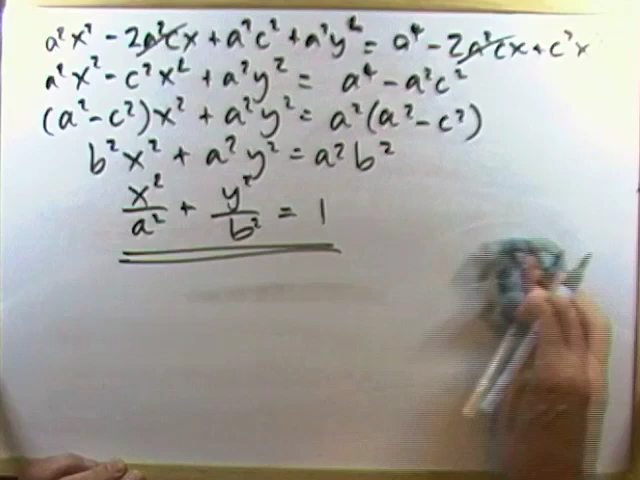 a²x² - 2a²cx + a²c² + a²y² = a⁴ - 2a²cx + c²x
a²x² - c²x² + a²y² = a⁴ - a²c²
(a² - c²)x² + a²y² = a²(a² - c²)
b²x² + a²y² = a²b²
x²/a² + y²/b² = 1